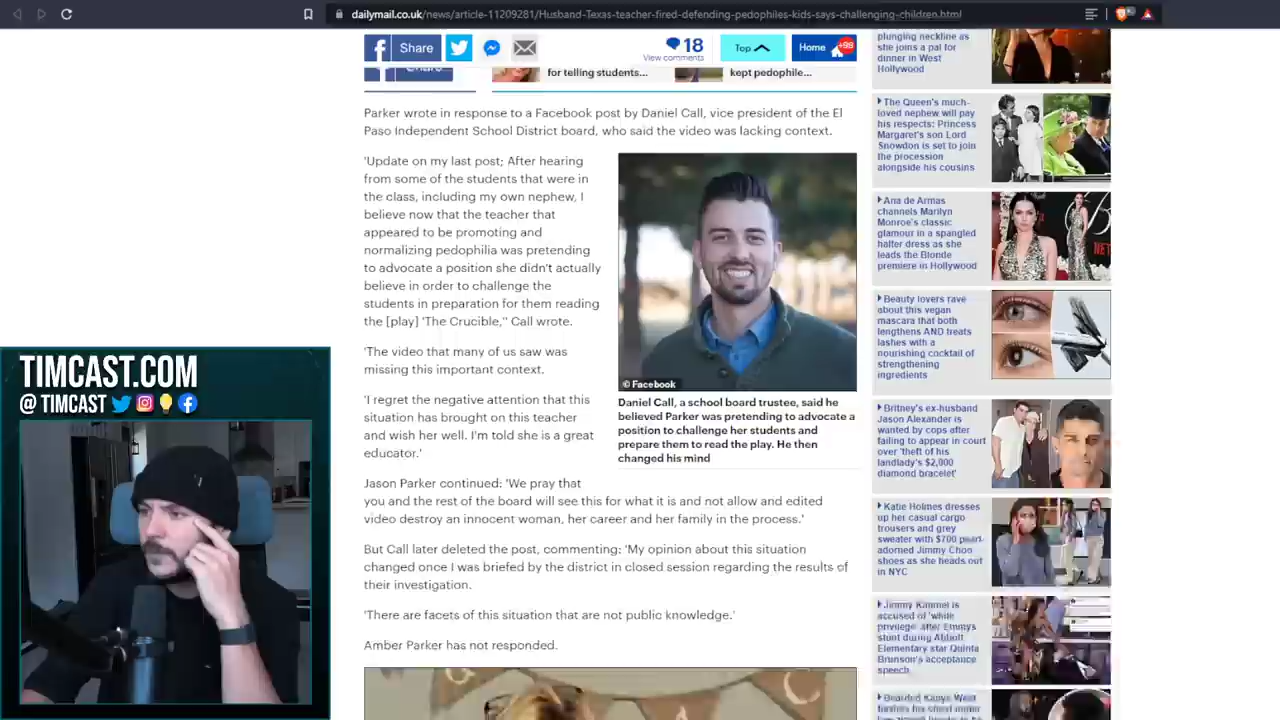 dailymail.co.uk/news/article-11209281/Husband-Texas-teacher-fired-defending-pedophiles-kids-says-challenging-children.html
Share
18
View comments
Top
Home
+99
for telling students...
kept pedophile...
Parker wrote in response to a Facebook post by Daniel Call, vice president of the El
Paso Independent School District board, who said the video was lacking context.
'Update on my last post; After hearing
from some of the students that were in
the class, including my own nephew, I
believe now that the teacher that
appeared to be promoting and
normalizing pedophilia was pretending
to advocate a position she didn't actually
believe in order to challenge the
students in preparation for them reading
the [play] 'The Crucible,'' Call wrote.
'The video that many of us saw was
missing this important context.
'I regret the negative attention that this
situation has brought on this teacher
and wish her well. I'm told she is a great
educator.'
© Facebook
Daniel Call, a school board trustee, said he
believed Parker was pretending to advocate a
position to challenge her students and
prepare them to read the play. He then
changed his mind
Jason Parker continued: 'We pray that
you and the rest of the board will see this for what it is and not allow and edited
video destroy an innocent woman, her career and her family in the process.'
But Call later deleted the post, commenting: 'My opinion about this situation
changed once I was briefed by the district in closed session regarding the results of
their investigation.
'There are facets of this situation that are not public knowledge.'
Amber Parker has not responded.
plunging neckline as
she joins a pal for
dinner in West
Hollywood
The Queen's much-
loved nephew will pay
his respects: Princess
Margaret's son Lord
Snowdon is set to join
the procession
alongside his cousins
Ana de Armas
channels Marilyn
Monroe's classic
glamour in a spangled
halter dress as she
leads the Blonde
premiere in Hollywood
Beauty lovers rave
about this vegan
mascara that both
lengthens AND treats
lashes with a
nourishing cocktail of
strengthening
ingredients
Britney's ex-husband
Jason Alexander is
wanted by cops after
failing to appear in court
over 'theft of his
landlady's $2,000
diamond bracelet'
Katie Holmes dresses
up her casual cargo
trousers and grey
sweater with $700 pearl-
adorned Jimmy Choo
shoes as she heads out
in NYC
Jimmy Kimmel is
accused of 'white
privilege' after Emmy's
stunt during Abbott
Elementary star Quinta
Brunson's acceptance
speech
Bearded Kanye West
TIMCAST.COM
@ TIMCAST